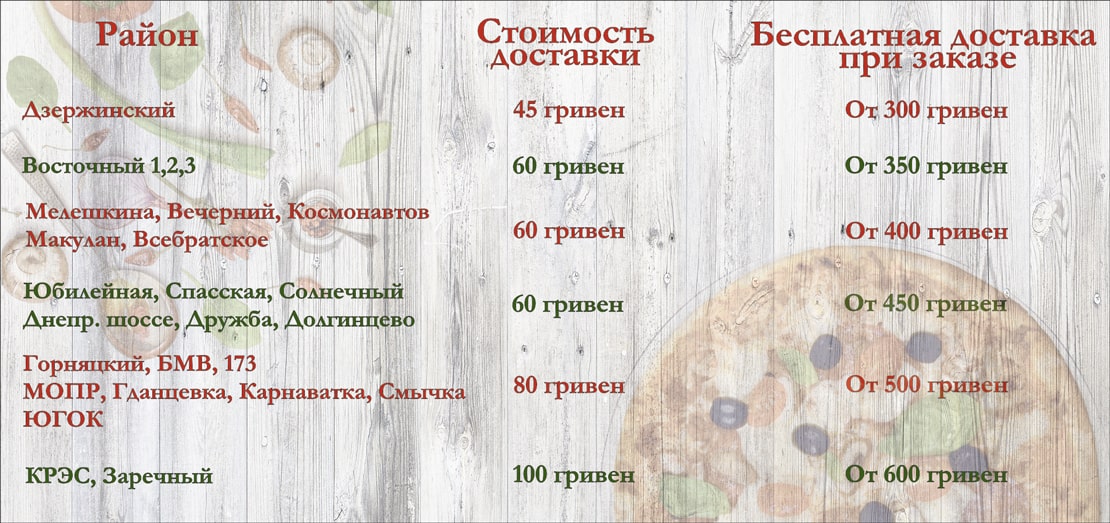 Район
Стоимость
доставки
Бесплатная доставка
при заказе
Дзержинский
45 гривен
От 300 гривен
Восточный 1,2,3
60 гривен
От 350 гривен
Мелешкина, Вечерний, Космонавтов
Макулан, Всебратское
60 гривен
От 400 гривен
Юбилейная, Спасская, Солнечный
Днепр. шоссе, Дружба, Долгинцево
60 гривен
От 450 гривен
Горняцкий, БМВ, 173
МОПР, Гданцевка, Карнаватка, Смычка
ЮГОК
80 гривен
От 500 гривен
КРЭС, Заречный
100 гривен
От 600 гривен